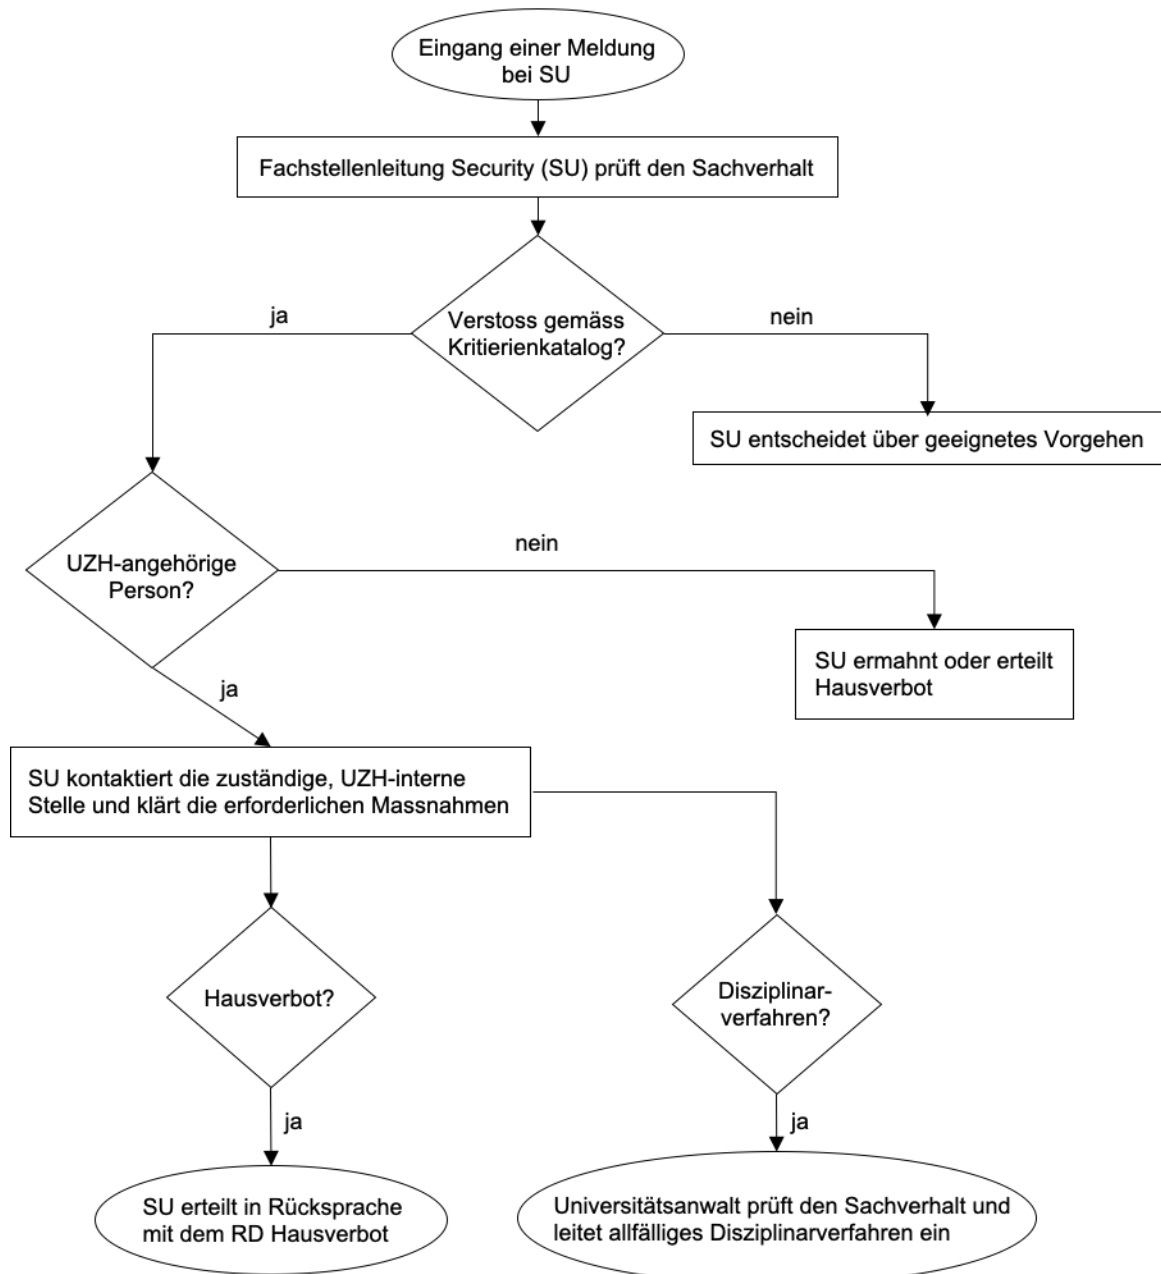 Eingang einer Meldung
bei SU
Fachstellenleitung Security (SU) prüft den Sachverhalt
ja
Verstoss gemäss
Kritierienkatalog?
nein
SU entscheidet über geeignetes Vorgehen
UZH-angehörige
Person?
nein
SU ermahnt oder erteilt
Hausverbot
ja
SU kontaktiert die zuständige, UZH-interne
Stelle und klärt die erforderlichen Massnahmen
Hausverbot?
Disziplinar-
verfahren?
ja
ja
SU erteilt in Rücksprache
mit dem RD Hausverbot
Universitätsanwalt prüft den Sachverhalt und
leitet allfälliges Disziplinarverfahren ein